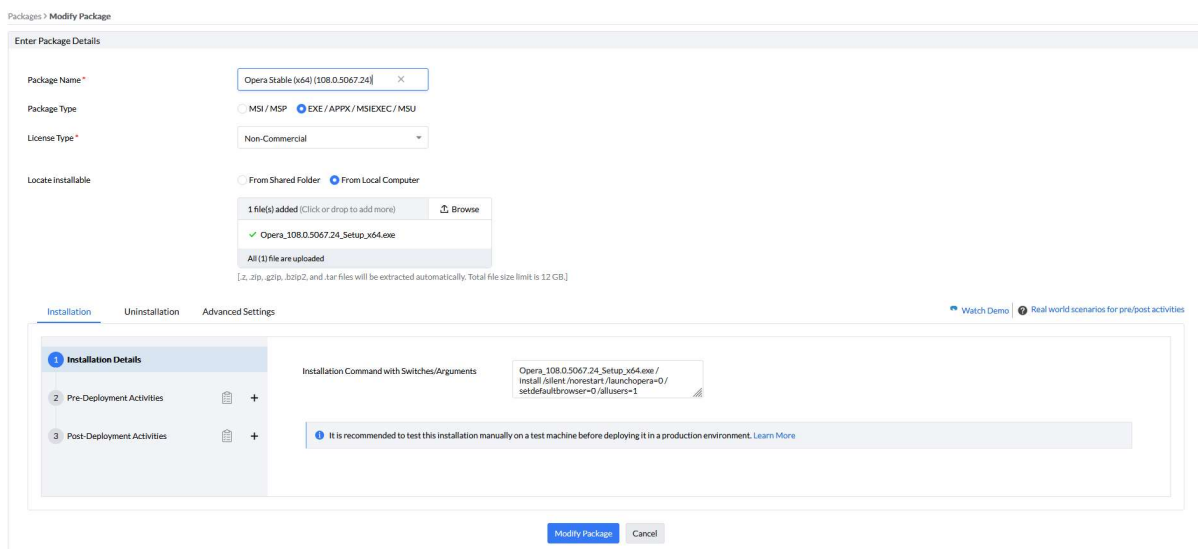 Packages > Modify Package
Enter Package Details
Package Name *
Opera Stable (x64) (108.0.5067.24)
Package Type
MSI / MSP
EXE / APPX / MSIEXEC / MSU
License Type *
Non-Commercial
Locate installable
From Shared Folder
From Local Computer
1 file(s) added (Click or drop to add more)
Browse
Opera_108.0.5067.24_Setup_x64.exe
All (1) file are uploaded
[.z, .zip, .gzip, .bzip2, and .tar files will be extracted automatically. Total file size limit is 12 GB.]
Installation
Uninstallation
Advanced Settings
Watch Demo
Real world scenarios for pre/post activities
1 Installation Details
2 Pre-Deployment Activities
3 Post-Deployment Activities
Installation Command with Switches/Arguments
Opera_108.0.5067.24_Setup_x64.exe /
install /silent /norestart /launchopera=0 /
setdefaultbrowser=0 /allusers=1
It is recommended to test this installation manually on a test machine before deploying it in a production environment. Learn More
Modify Package
Cancel